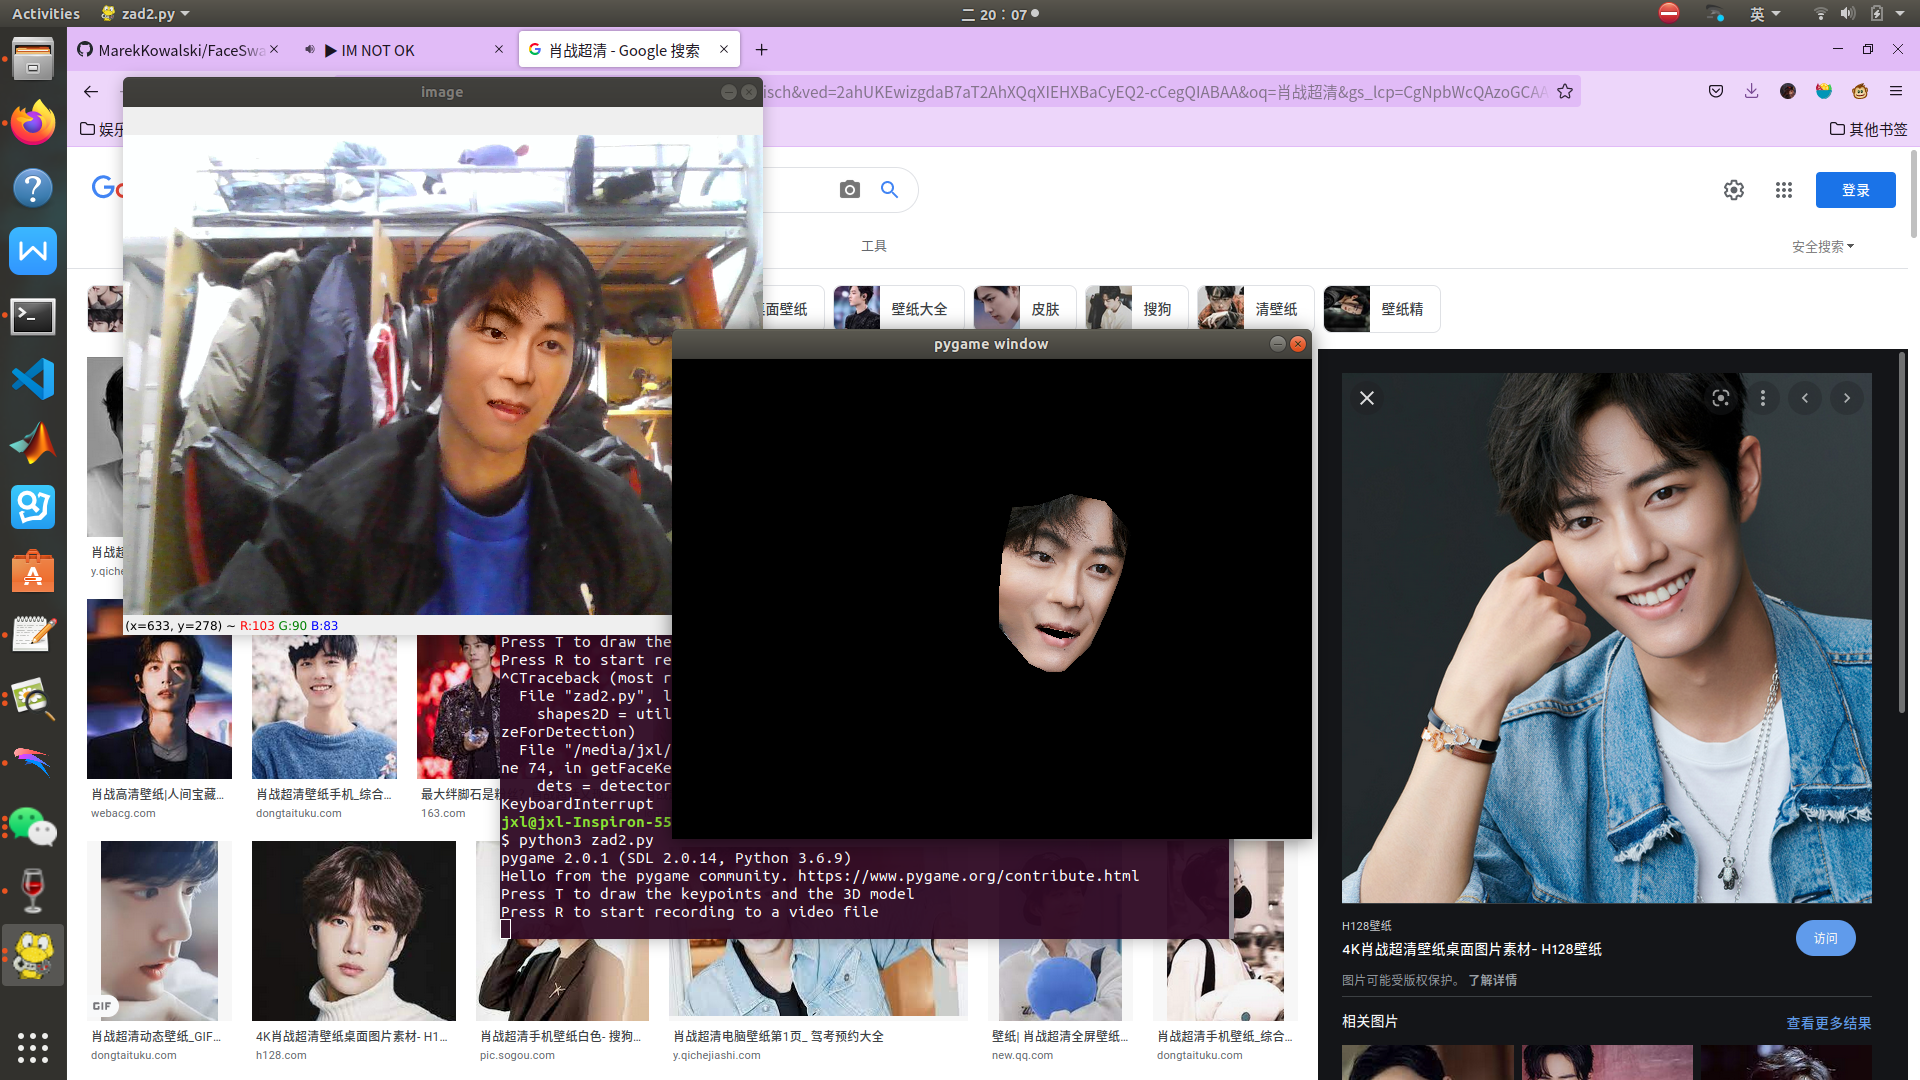 Activities
zad2.py
二 20：07
英
MarekKowalski/FaceSwa
▶ IM NOT OK
肖战超清 - Google 搜索
image
isch&ved=2ahUKEwizgdaB7aT2AhXQqXIEHXBaCyEQ2-cCegQIABAA&oq=肖战超清&gs_lcp=CgNpbWcQAzoGCAA
娱乐
其他书签
Go
登录
工具
安全搜索
面壁纸
壁纸大全
皮肤
搜狗
清壁纸
壁纸精
pygame window
肖战超
y.qiche
(x=633, y=278) ~ R:103 G:90 B:83
Press T to draw the
Press R to start re
^CTraceback (most r
File "zad2.py", l
shapes2D = util
zeForDetection)
File "/media/jxl/
ne 74, in getFaceKe
dets = detector
KeyboardInterrupt
jxl@jxl-Inspiron-55
$ python3 zad2.py
pygame 2.0.1 (SDL 2.0.14, Python 3.6.9)
Hello from the pygame community. https://www.pygame.org/contribute.html
Press T to draw the keypoints and the 3D model
Press R to start recording to a video file
肖战高清壁纸|人间宝藏...
webacg.com
肖战超清壁纸手机_综合...
dongtaituku.com
最大绊脚石是粉
163.com
H128壁纸
4K肖战超清壁纸桌面图片素材- H128壁纸
访问
图片可能受版权保护。 了解详情
相关图片
查看更多结果
GIF
肖战超清动态壁纸_GIF...
dongtaituku.com
4K肖战超清壁纸桌面图片素材- H1...
h128.com
肖战超清手机壁纸白色- 搜狗...
pic.sogou.com
肖战超清电脑壁纸第1页_ 驾考预约大全
y.qichejiashi.com
壁纸| 肖战超清全屏壁纸...
new.qq.com
肖战超清手机壁纸_综合...
dongtaituku.com